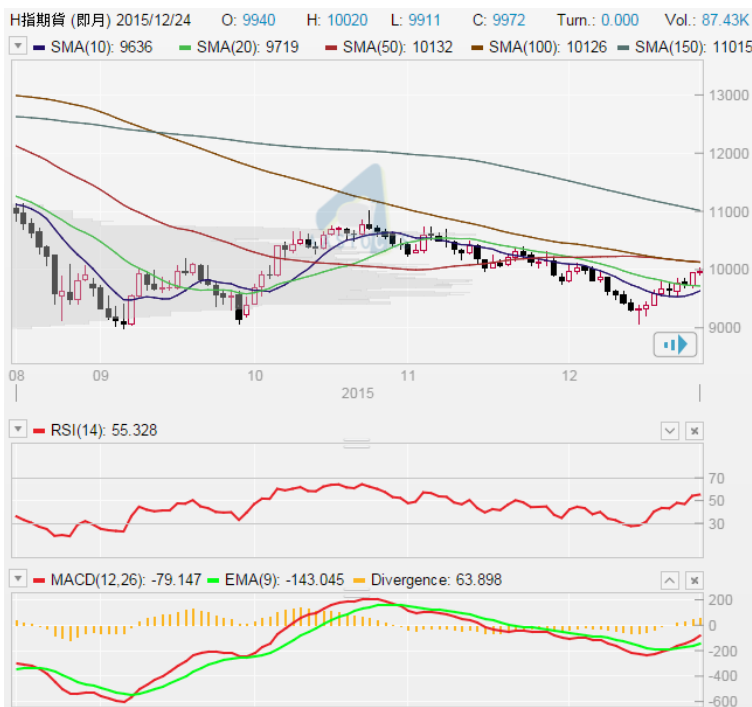 H指期貨 (即月) 2015/12/24 O: 9940 H: 10020 L: 9911 C: 9972 Turn.: 0.000 Vol.: 87.43K
SMA(10): 9636 SMA(20): 9719 SMA(50): 10132 SMA(100): 10126 SMA(150): 11015
13000
12000
11000
10000
9000
08 09 10 11 12
2015
RSI(14): 55.328
70
50
30
MACD(12,26): -79.147 EMA(9): -143.045 Divergence: 63.898
200
0
-200
-400
-600